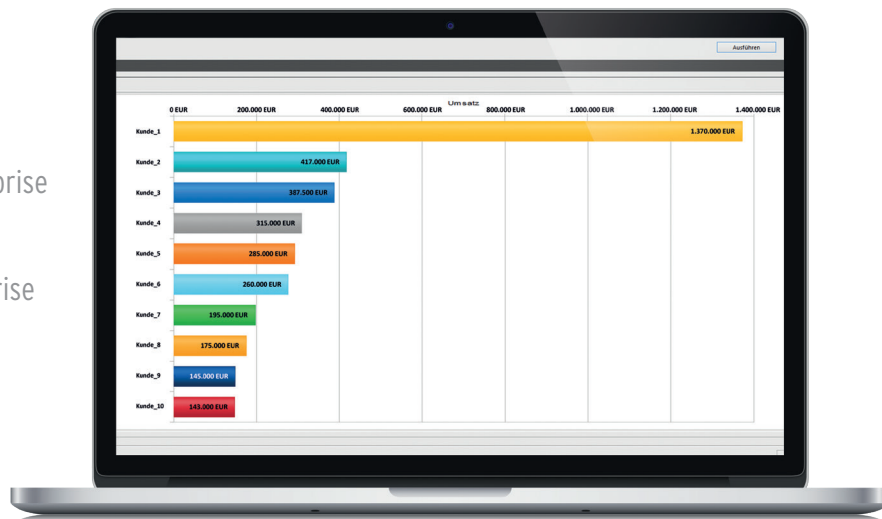 Ausführen
Umsatz
0 EUR 200.000 EUR 400.000 EUR 600.000 EUR 800.000 EUR 1.000.000 EUR 1.200.000 EUR 1.400.000 EUR
Kunde_1 1.370.000 EUR
Kunde_2 417.000 EUR
prise
Kunde_3 387.500 EUR
Kunde_4 315.000 EUR
Kunde_5 285.000 EUR
rise
Kunde_6 260.000 EUR
Kunde_7 195.000 EUR
Kunde_8 175.000 EUR
Kunde_9 145.000 EUR
Kunde_10 143.000 EUR